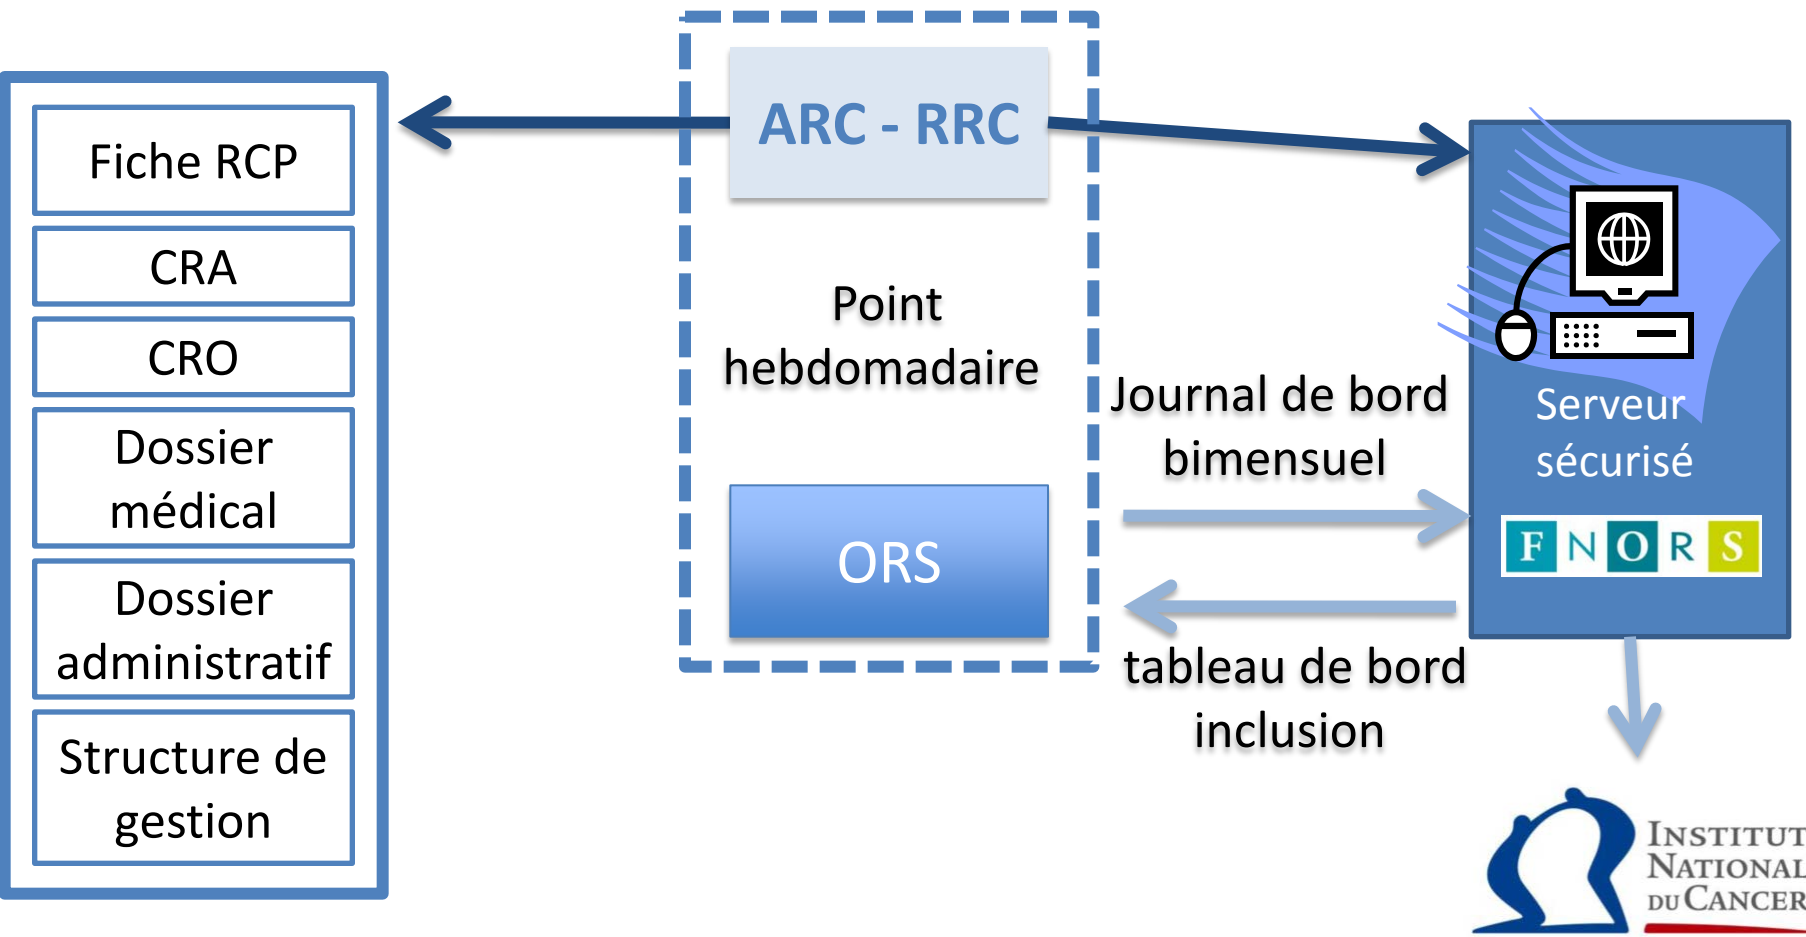 Fiche RCP
CRA
CRO
Dossier
médical
Dossier
administratif
Structure de
gestion
ARC - RRC
Point
hebdomadaire
ORS
Journal de bord
bimensuel
tableau de bord
inclusion
Serveur
sécurisé
FNORS
INSTITUT
NATIONAL
DU CANCER